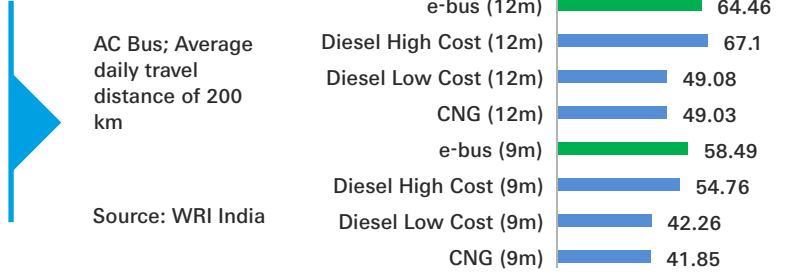 AC Bus; Average
daily travel
distance of 200
km
Source: WRI India
e-bus (12m) 64.46
Diesel High Cost (12m) 67.1
Diesel Low Cost (12m) 49.08
CNG (12m) 49.03
e-bus (9m) 58.49
Diesel High Cost (9m) 54.76
Diesel Low Cost (9m) 42.26
CNG (9m) 41.85